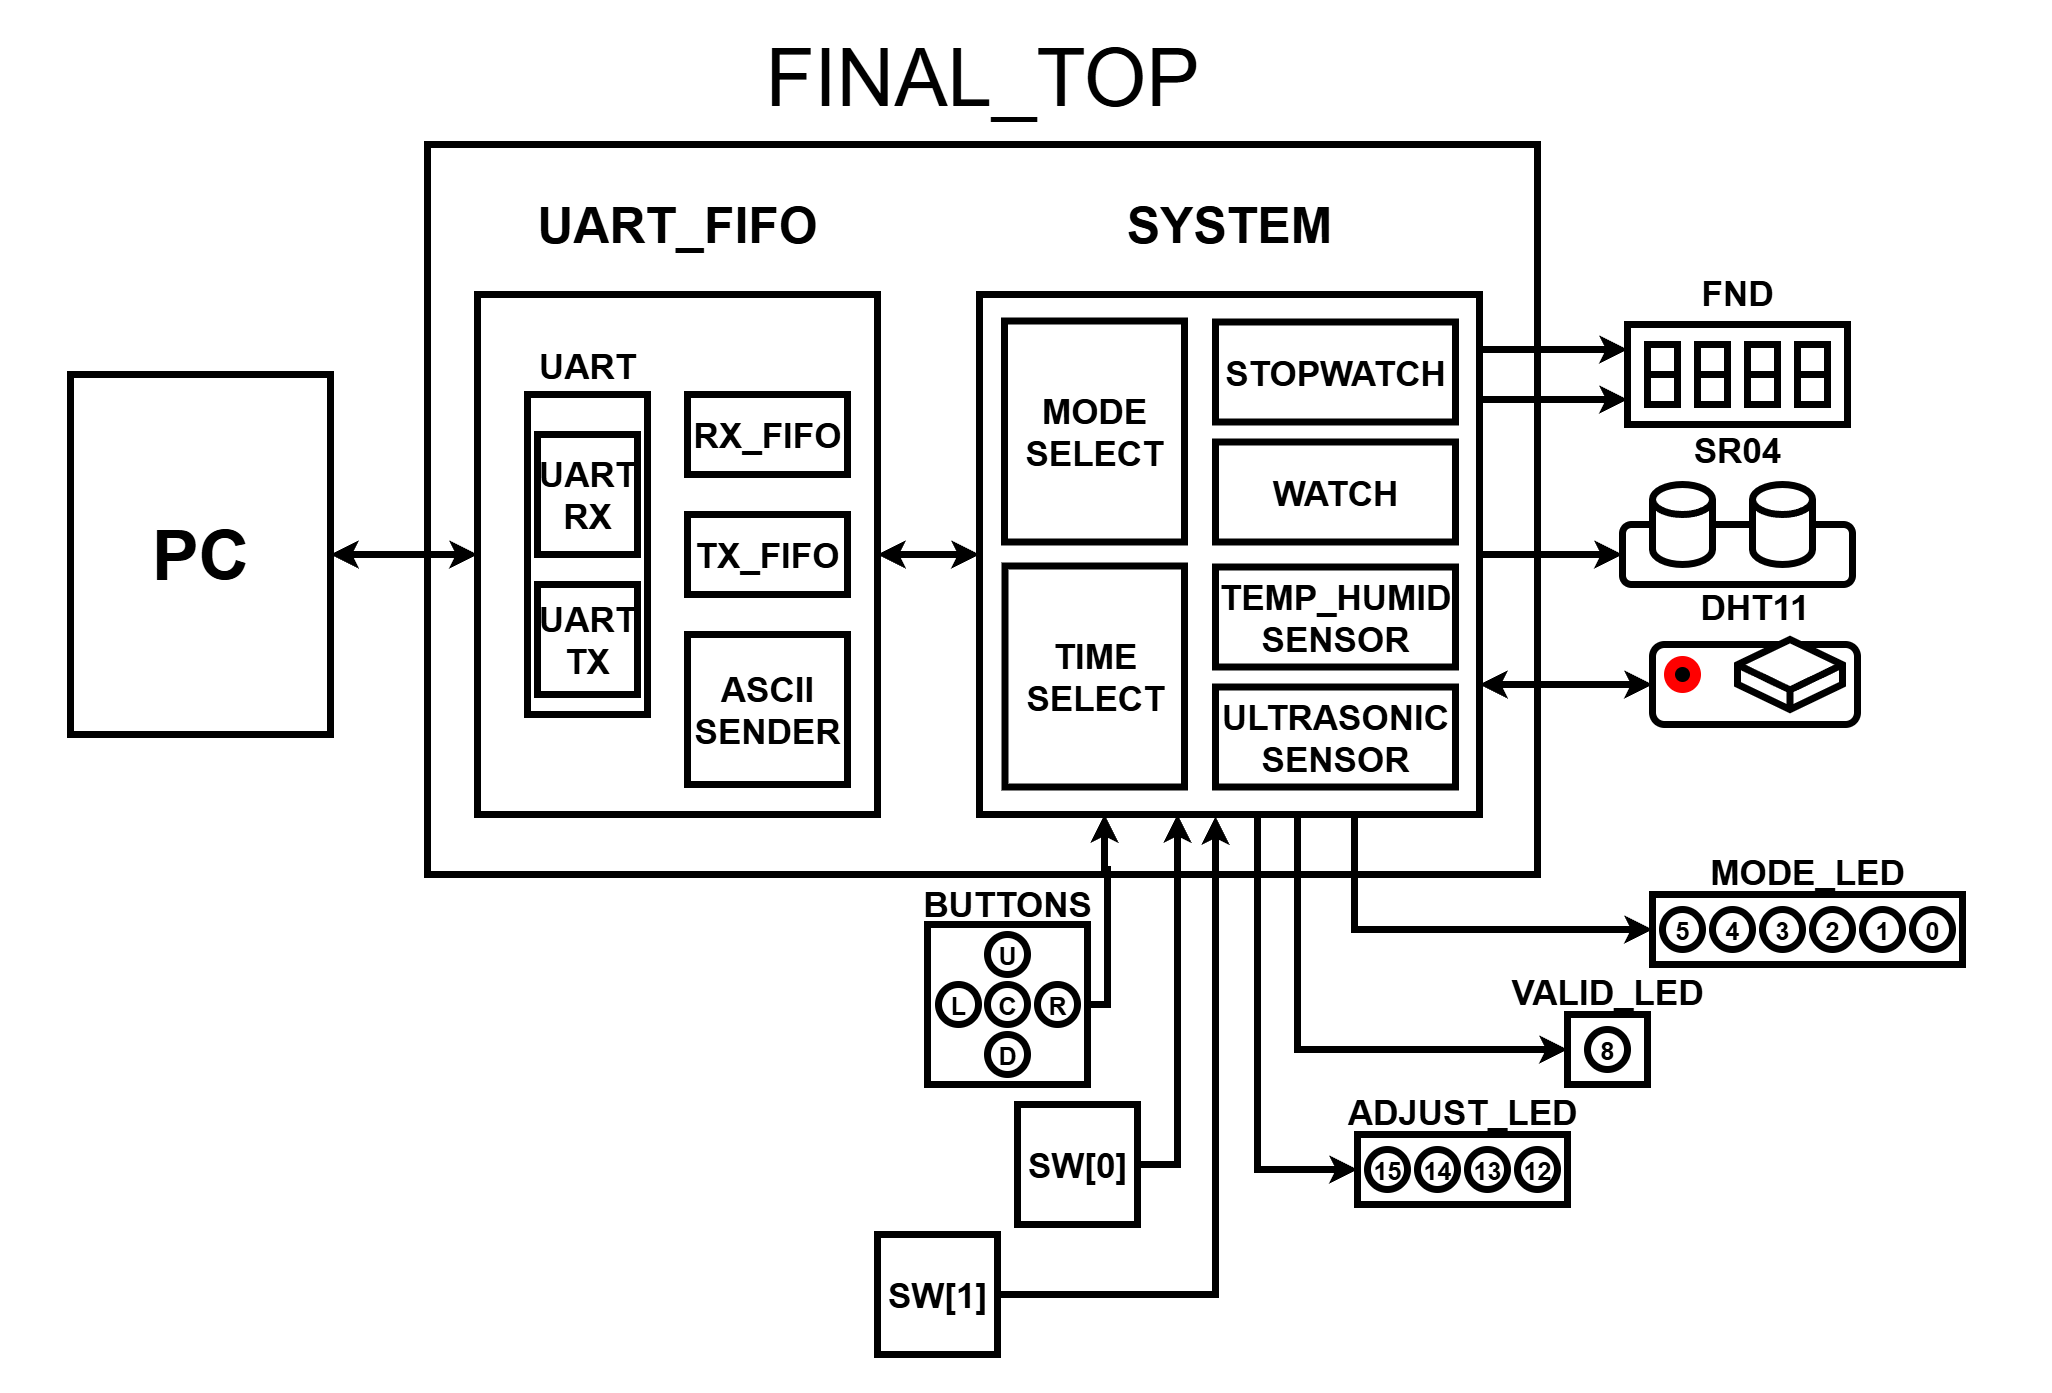 FINAL_TOP
UART_FIFO
SYSTEM
PC
UART
UART
RX
UART
TX
RX_FIFO
TX_FIFO
ASCII
SENDER
MODE
SELECT
TIME
SELECT
STOPWATCH
WATCH
TEMP_HUMID
SENSOR
ULTRASONIC
SENSOR
FND
SR04
DHT11
MODE_LED
5 4 3 2 1 0
VALID_LED
8
ADJUST_LED
15 14 13 12
BUTTONS
U
L C R
D
SW[0]
SW[1]